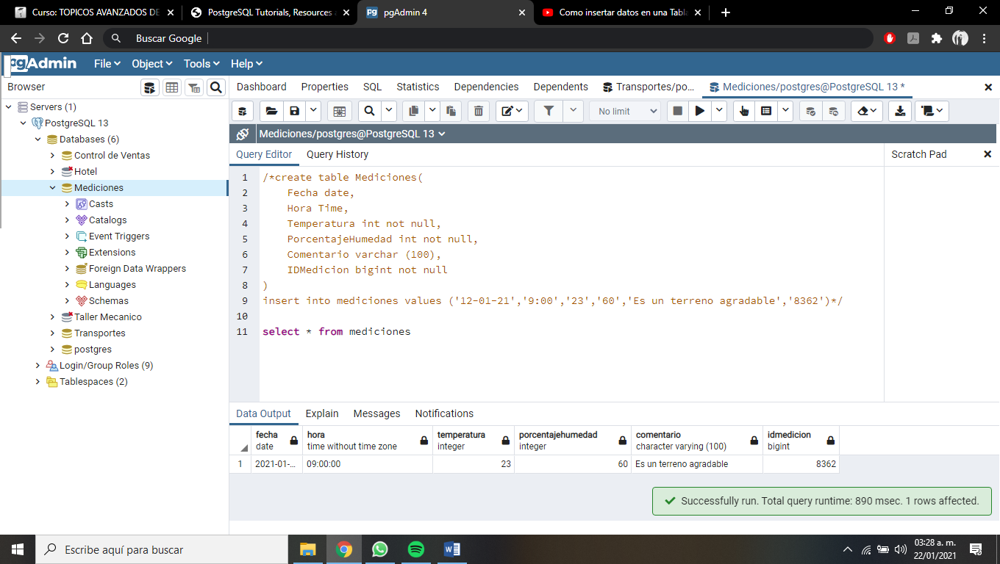 Curso: TOPICOS AVANZADOS DE
PostgreSQL Tutorials, Resources a
pgAdmin 4
Como insertar datos en una Tabla
Buscar Google
pgAdmin File Object Tools Help
Browser
Dashboard Properties SQL Statistics Dependencies Dependents Transportes/po... Mediciones/postgres@PostgreSQL 13 *
No limit
Mediciones/postgres@PostgreSQL 13
Query Editor Query History
Scratch Pad
Servers (1)
PostgreSQL 13
Databases (6)
Control de Ventas
Hotel
Mediciones
Casts
Catalogs
Event Triggers
Extensions
Foreign Data Wrappers
Languages
Schemas
Taller Mecanico
Transportes
postgres
Login/Group Roles (9)
Tablespaces (2)
1 /*create table Mediciones(
2 Fecha date,
3 Hora Time,
4 Temperatura int not null,
5 PorcentajeHumedad int not null,
6 Comentario varchar (100),
7 IDMedicion bigint not null
8 )
9 insert into mediciones values ('12-01-21','9:00','23','60','Es un terreno agradable','8362')*/
10
11 select * from mediciones
Data Output Explain Messages Notifications
fecha hora temperatura porcentajehumedad comentario idmedicion
date time without time zone integer integer character varying (100) bigint
1 2021-01-... 09:00:00 23 60 Es un terreno agradable 8362
Successfully run. Total query runtime: 890 msec. 1 rows affected.
Escribe aquí para buscar
03:28 a. m.
22/01/2021